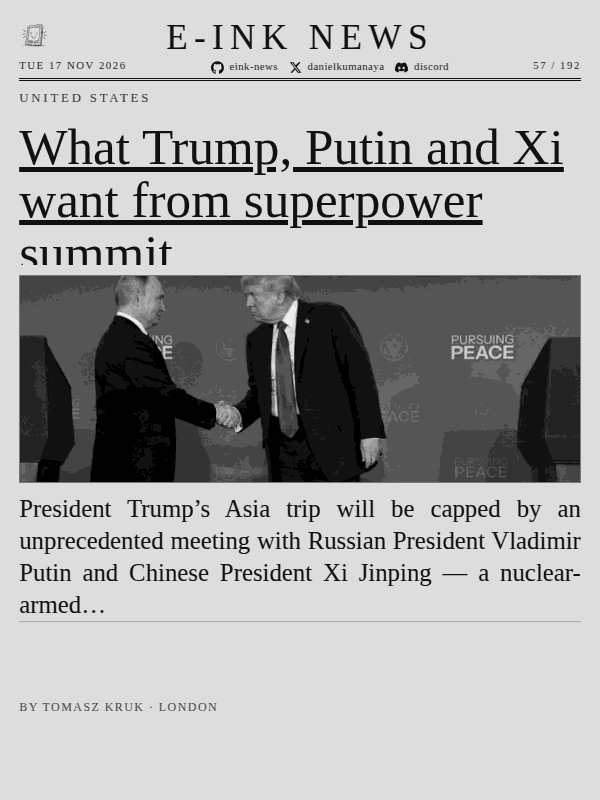 E-INK NEWS
TUE 17 NOV 2026
eink-news danielkumanaya discord
57 / 192
UNITED STATES
What Trump, Putin and Xi
want from superpower
summit
PURSUING
PEACE
ING
E
EACE
PURSUING
PEACE
President Trump’s Asia trip will be capped by an
unprecedented meeting with Russian President Vladimir
Putin and Chinese President Xi Jinping — a nuclear-
armed…
BY TOMASZ KRUK · LONDON